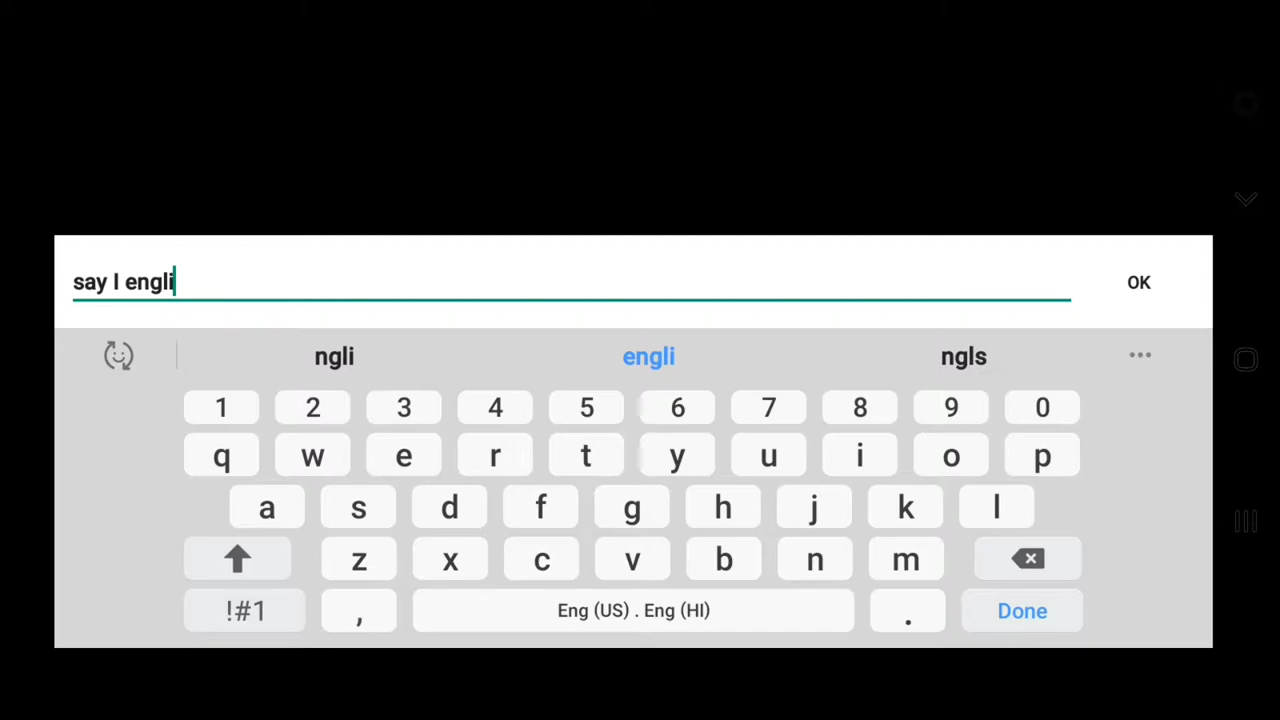 say I engli
OK
ngli engli ngls
1 2 3 4 5 6 7 8 9 0
q w e r t y u i o p
a s d f g h j k l
z x c v b n m
!#1 , Eng (US) . Eng (HI) . Done